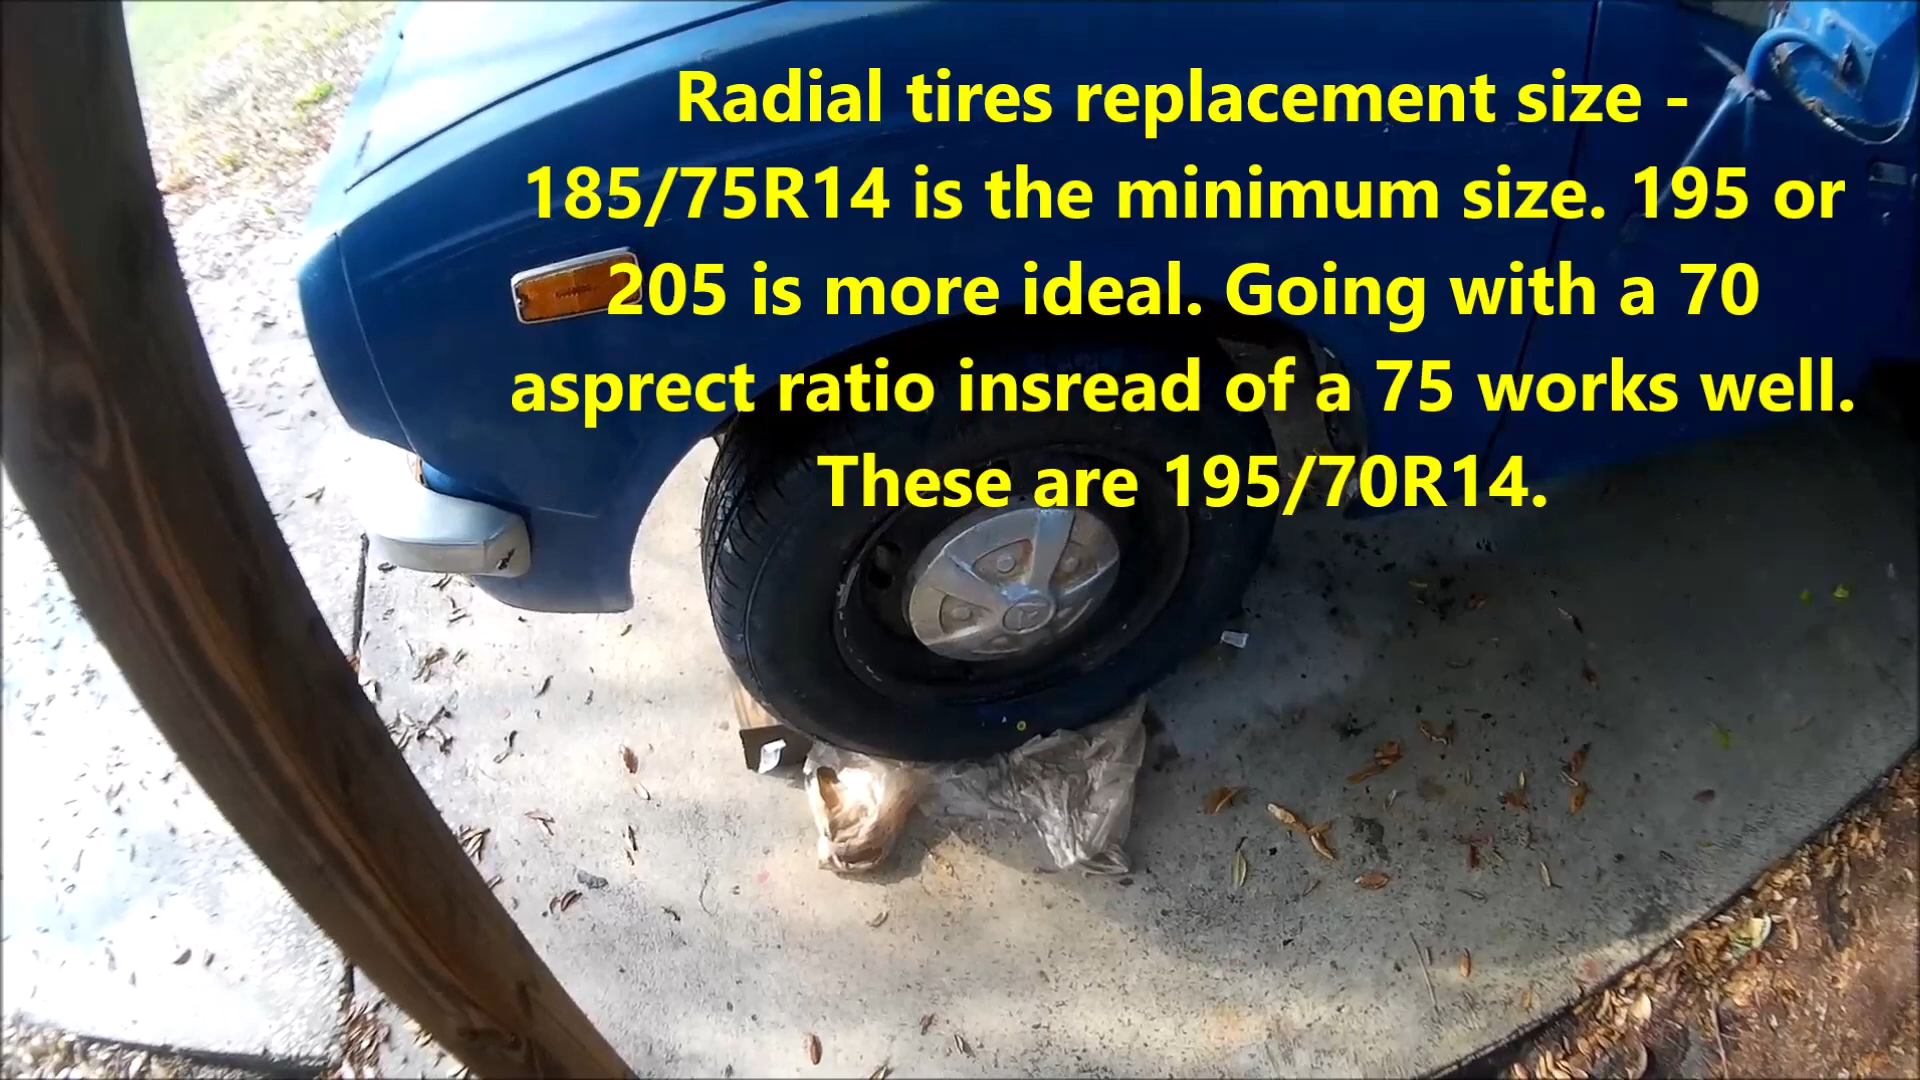 Radial tires replacement size -
185/75R14 is the minimum size. 195 or
205 is more ideal. Going with a 70
asprect ratio insread of a 75 works well.
These are 195/70R14.